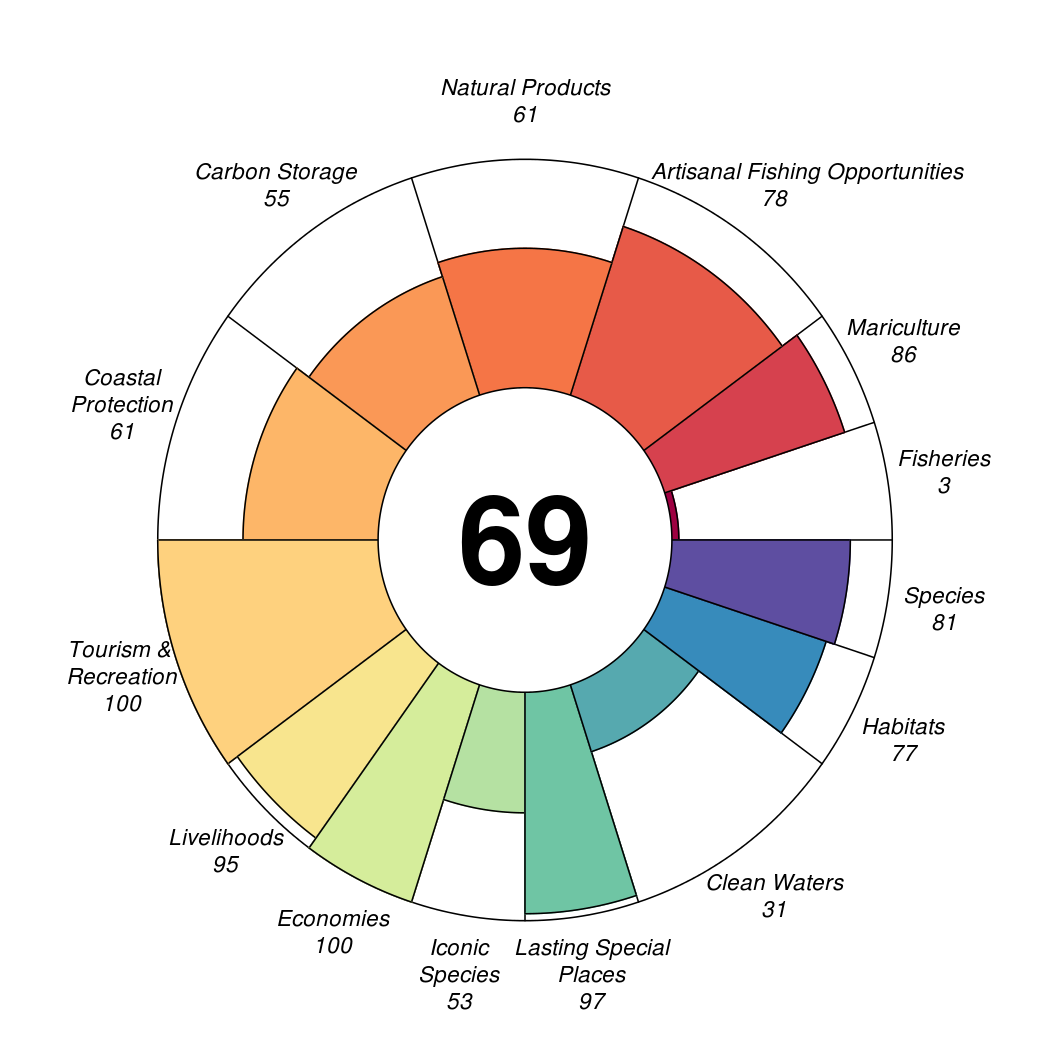 Natural Products
61
Artisanal Fishing Opportunities
78
Carbon Storage
55
Mariculture
86
Coastal
Protection
61
Fisheries
3
69
Species
81
Tourism &
Recreation
100
Habitats
77
Livelihoods
95
Clean Waters
31
Economies
100
Iconic
Species
53
Lasting Special
Places
97